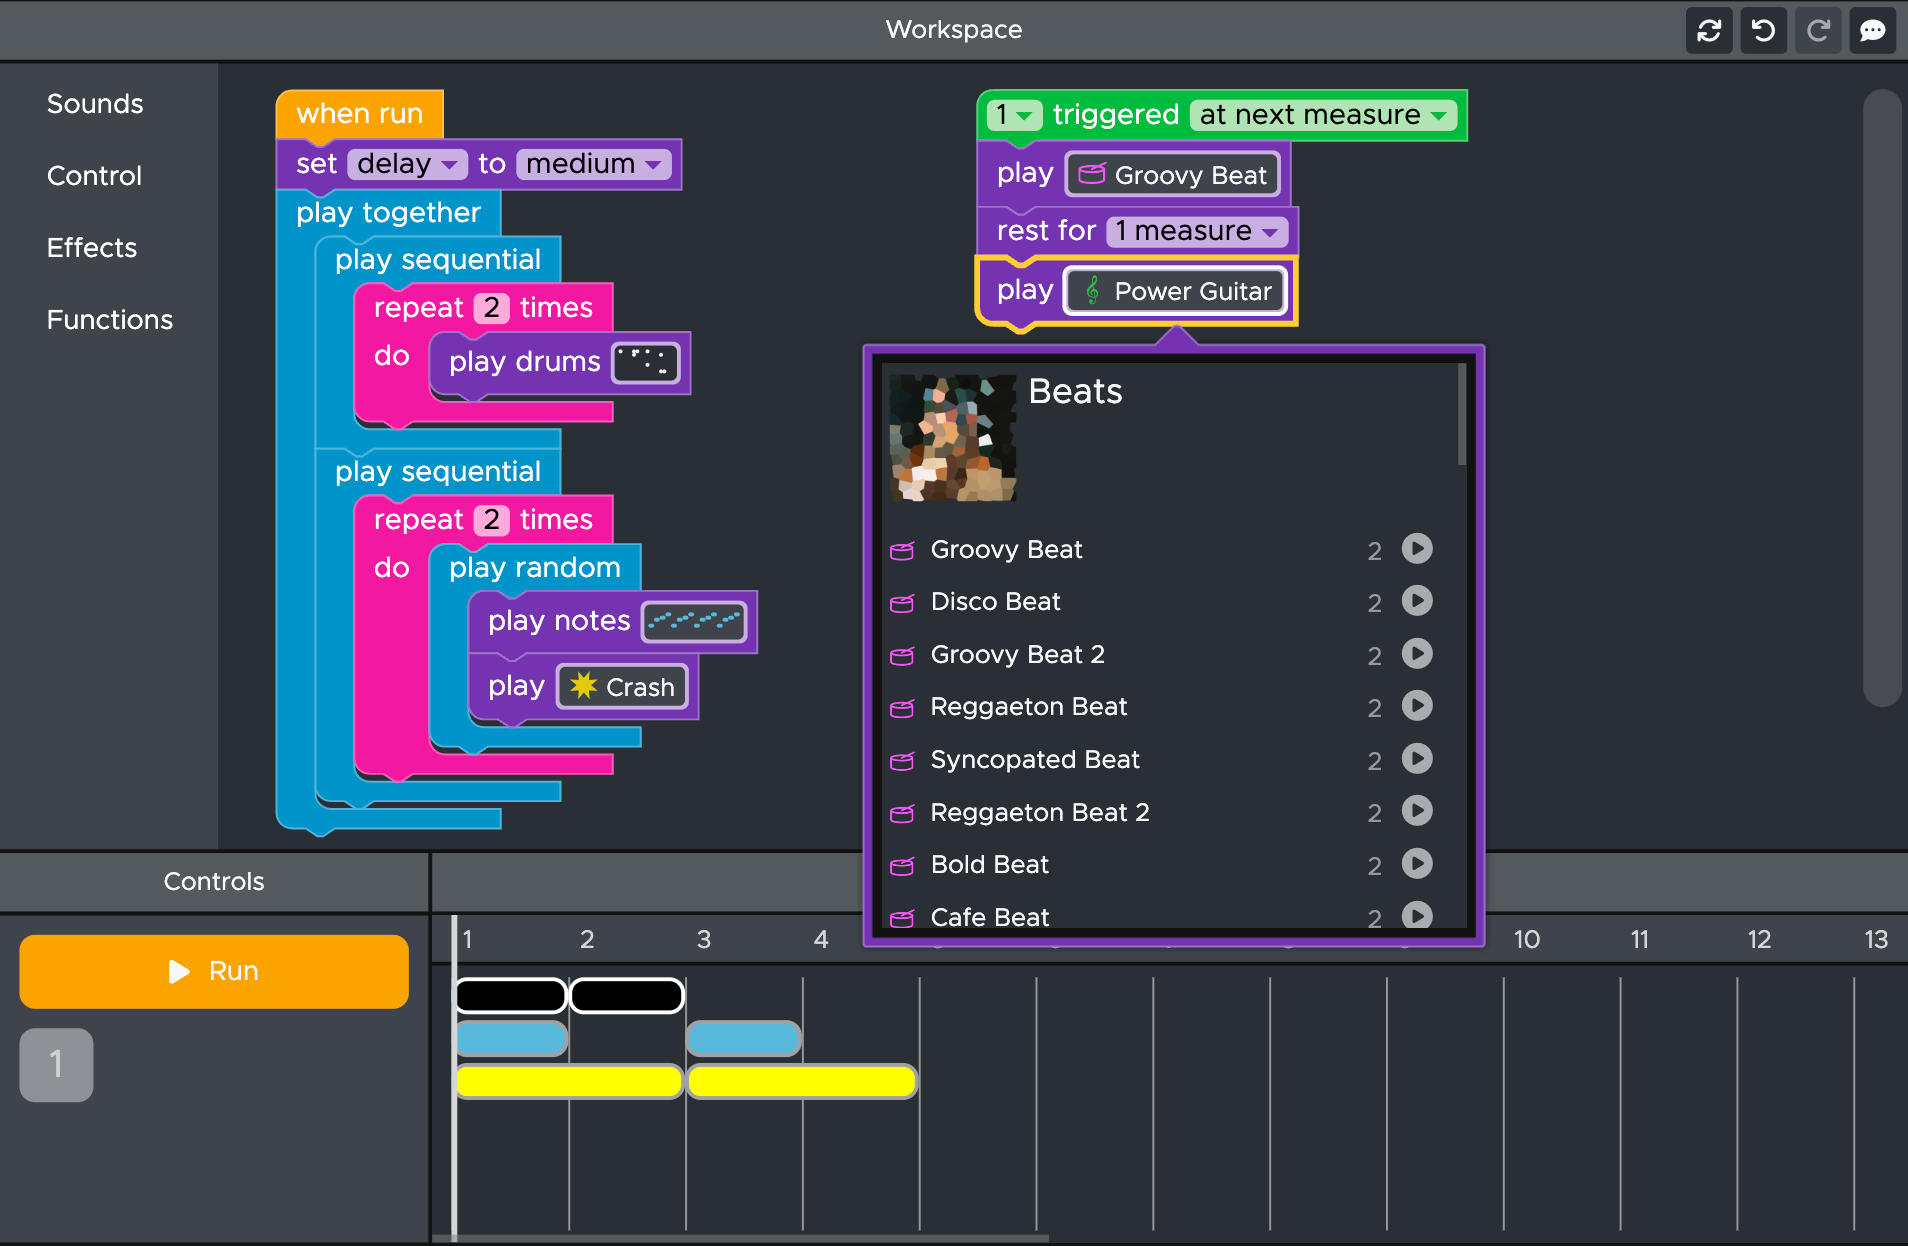 Workspace
Sounds
Control
Effects
Functions
when run
set delay to medium
play together
play sequential
repeat 2 times
do play drums
play sequential
repeat 2 times
do play random
play notes
play Crash
1 triggered at next measure
play Groovy Beat
rest for 1 measure
play Power Guitar
Beats
Groovy Beat 2
Disco Beat 2
Groovy Beat 2 2
Reggaeton Beat 2
Syncopated Beat 2
Reggaeton Beat 2 2
Bold Beat 2
Cafe Beat 2
Controls
Run
1
1 2 3 4 10 11 12 13